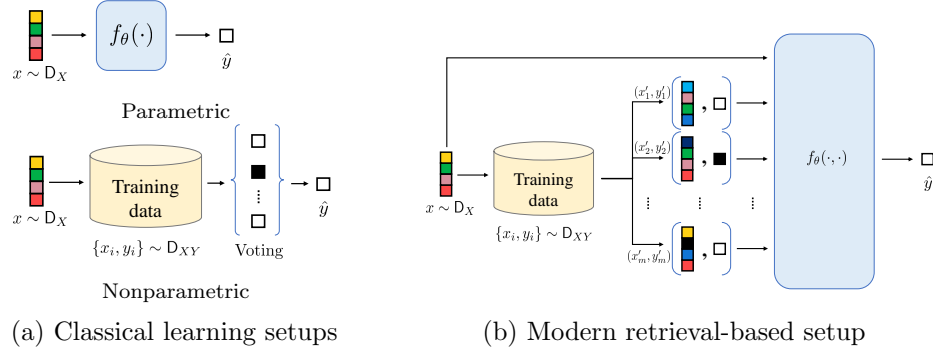 f_θ(·)
x ∼ D_X
ŷ
Parametric
Training
data
x ∼ D_X
ŷ
{x_i, y_i} ∼ D_XY
Voting
Nonparametric
(a) Classical learning setups
(x′_1, y′_1)
,
(x′_2, y′_2)
,
f_θ(·, ·)
Training
data
x ∼ D_X
ŷ
{x_i, y_i} ∼ D_XY
(x′_m, y′_m)
,
(b) Modern retrieval-based setup